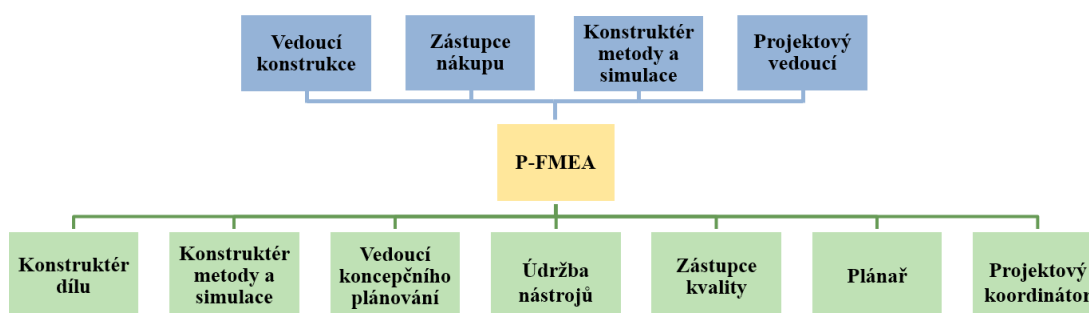 Vedoucí
konstrukce
Zástupce
nákupu
Konstruktér
metody a
simulace
Projektový
vedoucí
P-FMEA
Konstruktér
dílu
Konstruktér
metody a
simulace
Vedoucí
koncepčního
plánování
Údržba
nástrojů
Zástupce
kvality
Plánař
Projektový
koordinátor